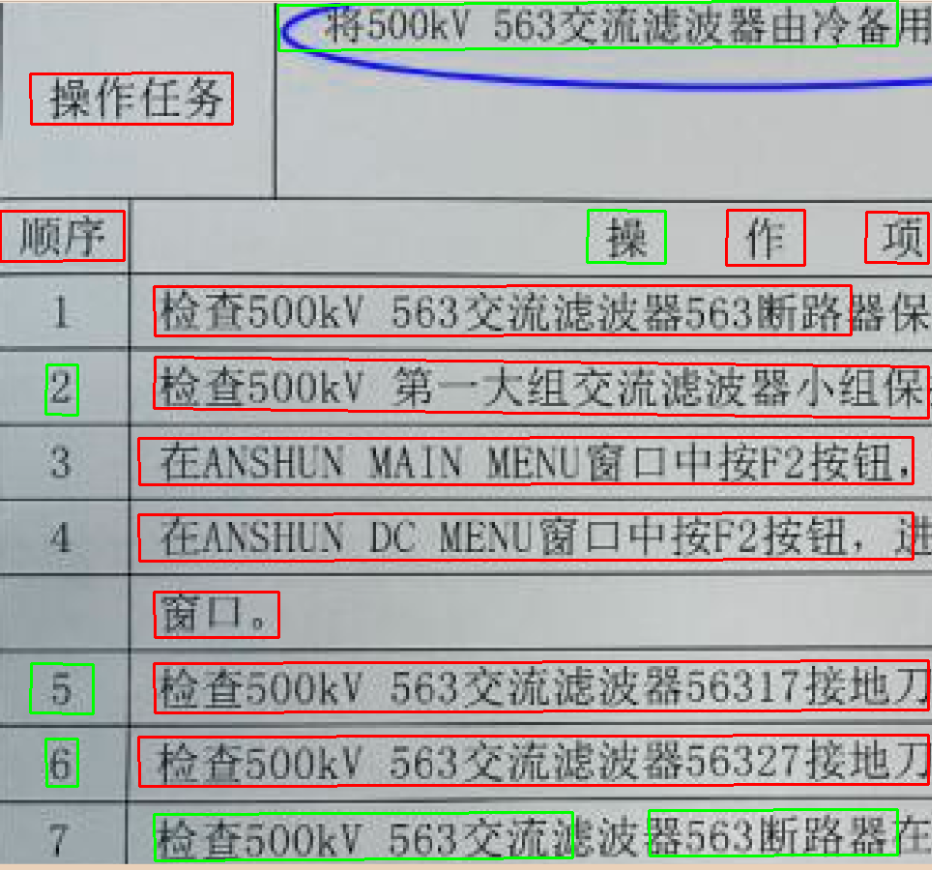 将500kV 563交流滤波器由冷备用
操作任务
顺序 操 作 项
1 检查500kV 563交流滤波器563断路器保
2 检查500kV 第一大组交流滤波器小组保
3 在ANSHUN MAIN MENU窗口中按F2按钮，
4 在ANSHUN DC MENU窗口中按F2按钮，进
窗口。
5 检查500kV 563交流滤波器56317接地刀
6 检查500kV 563交流滤波器56327接地刀
7 检查500kV 563交流滤波器563断路器在